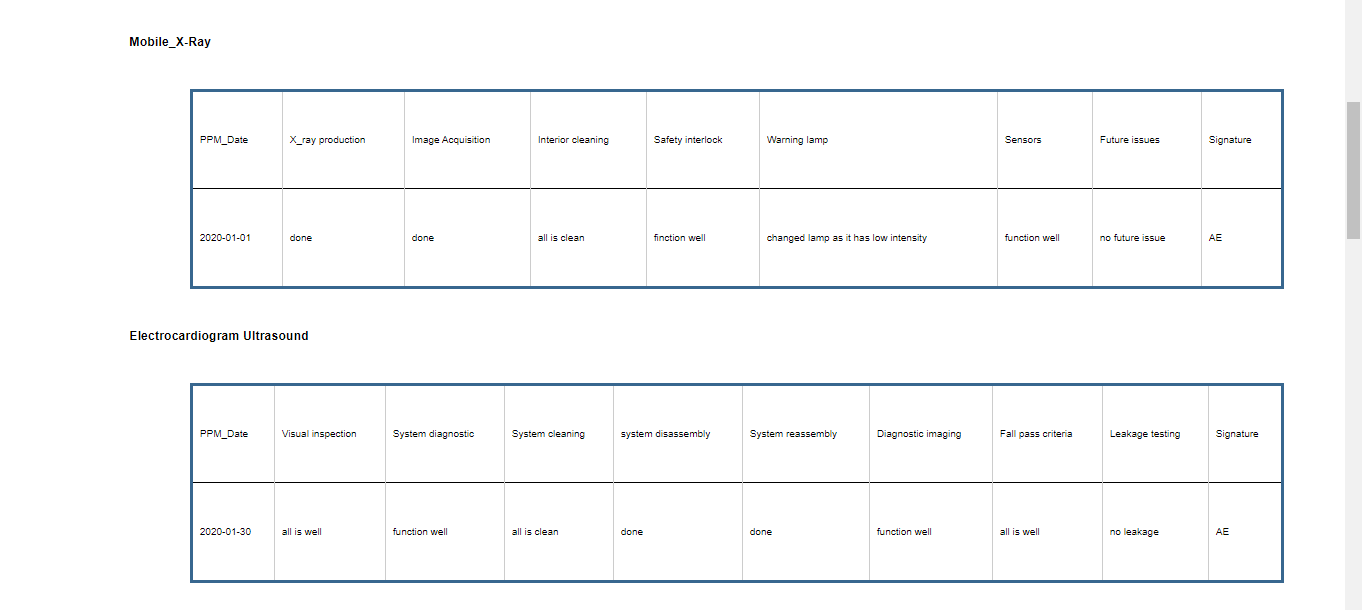 Mobile_X-Ray
PPM_Date X_ray production Image Acquisition Interior cleaning Safety interlock Warning lamp Sensors Future issues Signature
2020-01-01 done done all is clean finction well changed lamp as it has low intensity function well no future issue AE
Electrocardiogram Ultrasound
PPM_Date Visual inspection System diagnostic System cleaning system disassembly System reassembly Diagnostic imaging Fall pass criteria Leakage testing Signature
2020-01-30 all is well function well all is clean done done function well all is well no leakage AE